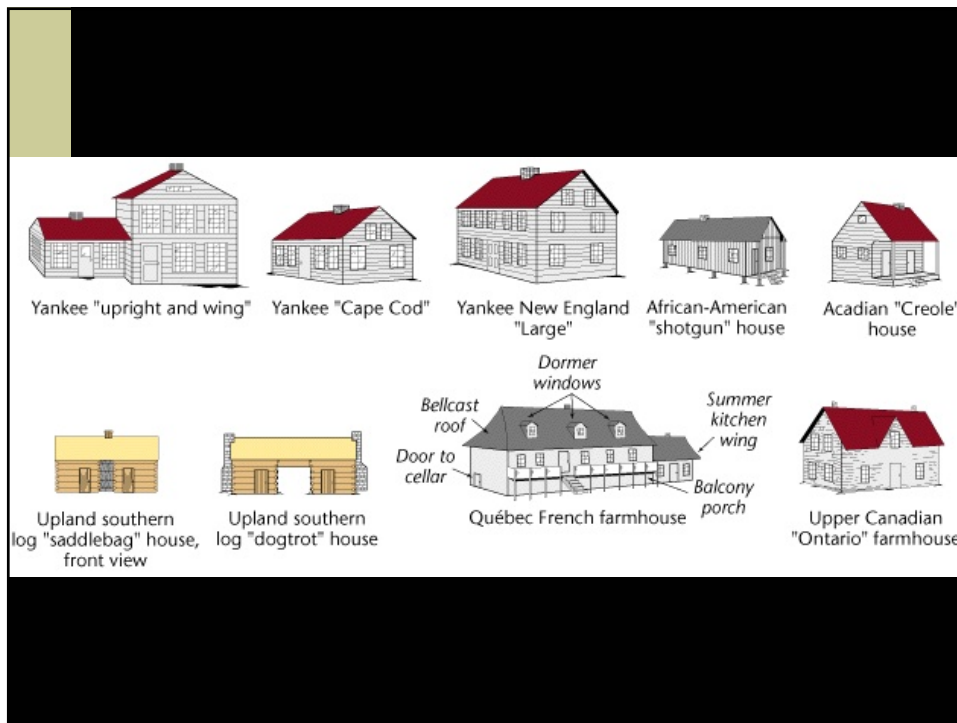 Yankee "upright and wing"
Yankee "Cape Cod"
Yankee New England
"Large"
African-American
"shotgun" house
Acadian "Creole"
house
Dormer
windows
Bellcast
roof
Door to
cellar
Summer
kitchen
wing
Balcony
porch
Upland southern
log "saddlebag" house,
front view
Upland southern
log "dogtrot" house
Québec French farmhouse
Upper Canadian
"Ontario" farmhouse